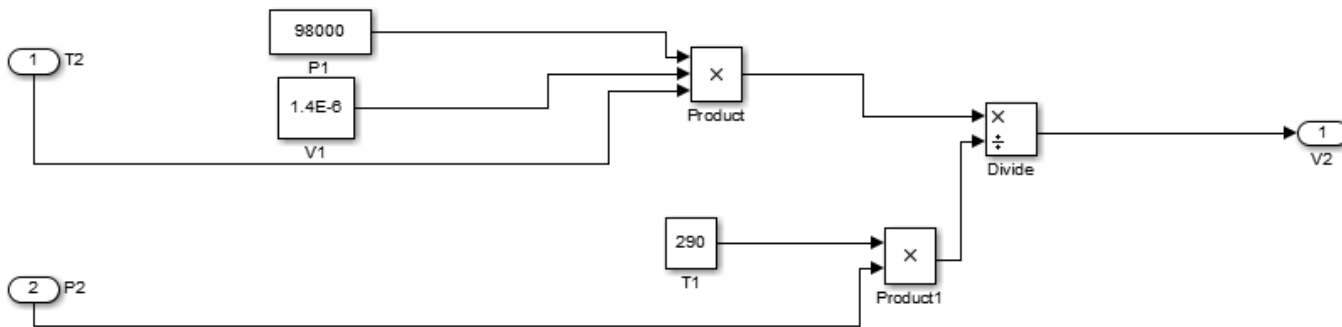 98000
P1
1
T2
1.4E-6
V1
×
Product
×
÷
Divide
1
V2
290
T1
×
Product1
2
P2